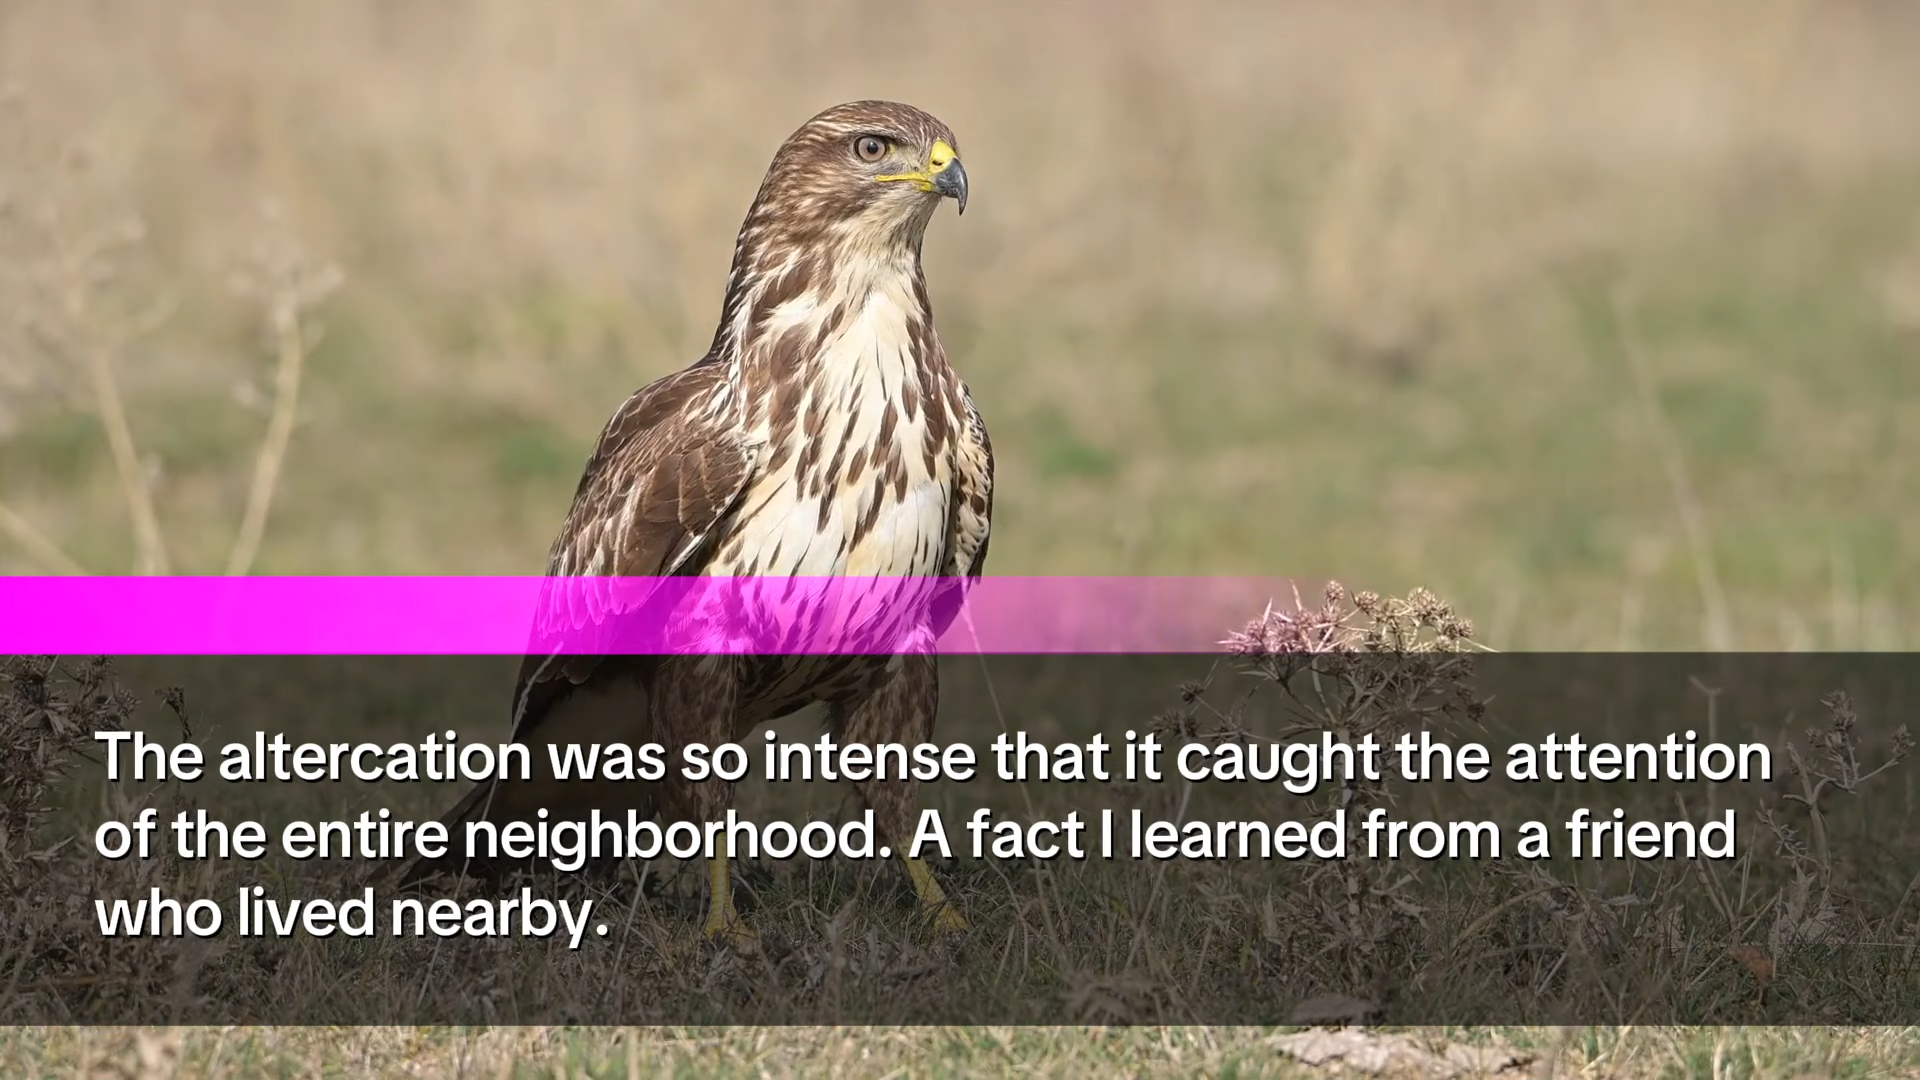 The altercation was so intense that it caught the attention
of the entire neighborhood. A fact I learned from a friend
who lived nearby.